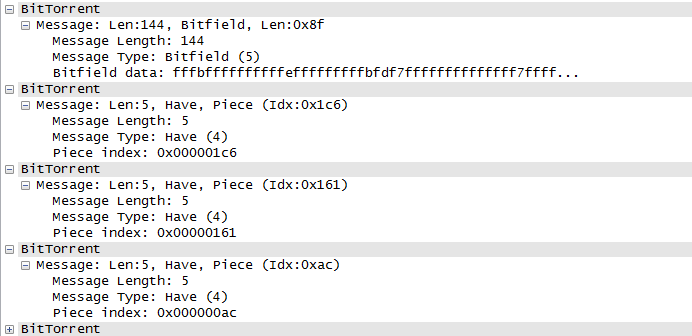 BitTorrent
Message: Len:144, Bitfield, Len:0x8f
Message Length: 144
Message Type: Bitfield (5)
Bitfield data: fffbffffffffffefffffffffbfdf7ffffffffffffff7ffff...
BitTorrent
Message: Len:5, Have, Piece (Idx:0x1c6)
Message Length: 5
Message Type: Have (4)
Piece index: 0x000001c6
BitTorrent
Message: Len:5, Have, Piece (Idx:0x161)
Message Length: 5
Message Type: Have (4)
Piece index: 0x00000161
BitTorrent
Message: Len:5, Have, Piece (Idx:0xac)
Message Length: 5
Message Type: Have (4)
Piece index: 0x000000ac
BitTorrent